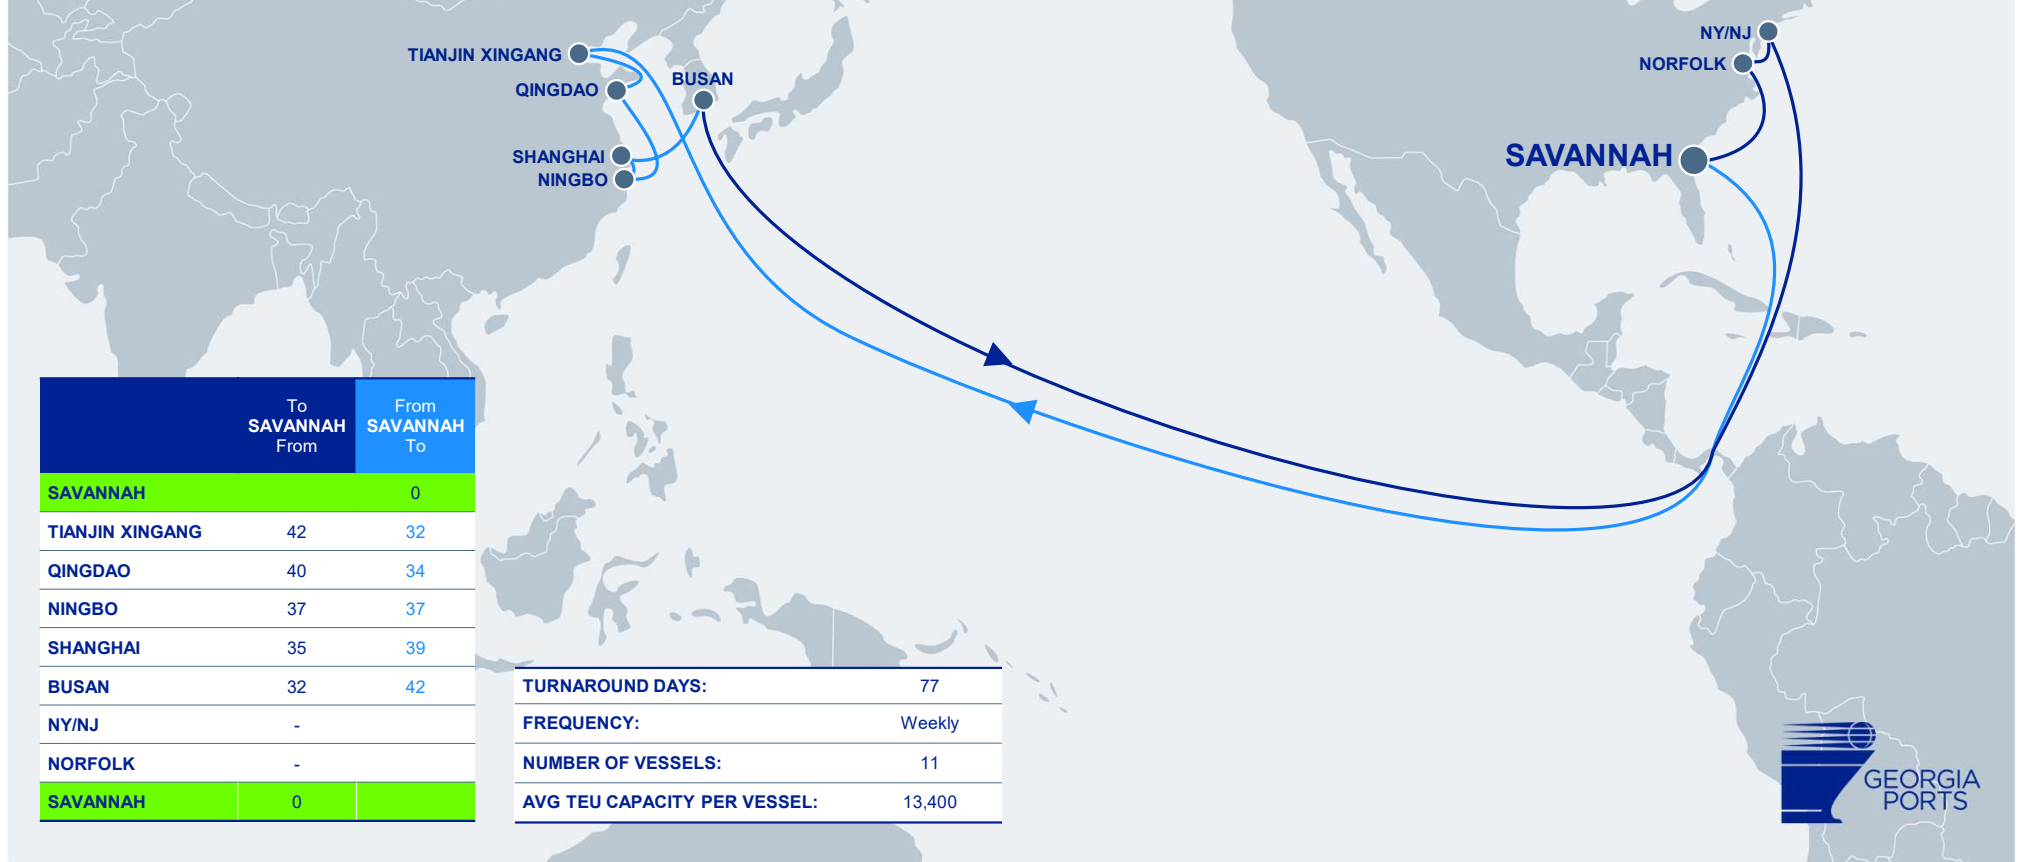 TIANJIN XINGANG
QINGDAO
BUSAN
SHANGHAI
NINGBO
NY/NJ
NORFOLK
SAVANNAH
To SAVANNAH From
From SAVANNAH To
SAVANNAH 0
TIANJIN XINGANG 42 32
QINGDAO 40 34
NINGBO 37 37
SHANGHAI 35 39
BUSAN 32 42
NY/NJ -
NORFOLK -
SAVANNAH 0
TURNAROUND DAYS: 77
FREQUENCY: Weekly
NUMBER OF VESSELS: 11
AVG TEU CAPACITY PER VESSEL: 13,400
GEORGIA
PORTS